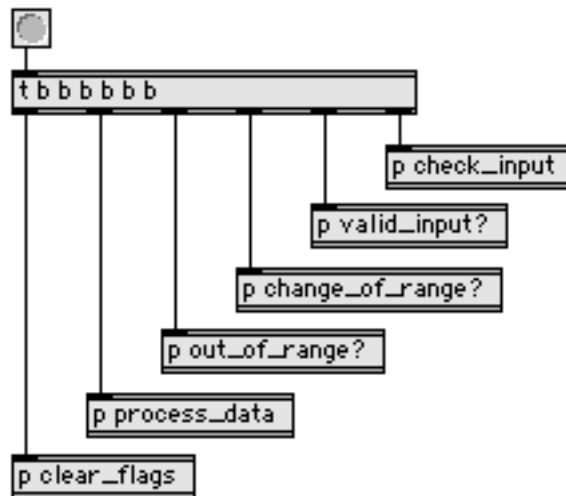 t b b b b b b
p check_input
p valid_input?
p change_of_range?
p out_of_range?
p process_data
p clear_flags